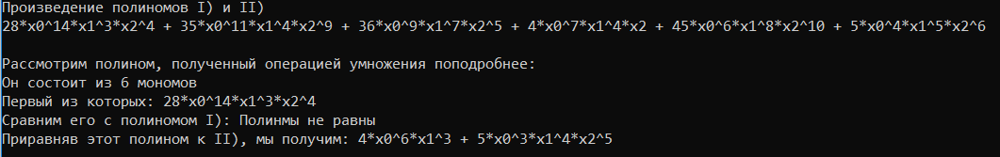 Произведение полиномов I) и II)
28*x0^14*x1^3*x2^4 + 35*x0^11*x1^4*x2^9 + 36*x0^9*x1^7*x2^5 + 4*x0^7*x1^4*x2 + 45*x0^6*x1^8*x2^10 + 5*x0^4*x1^5*x2^6
Рассмотрим полином, полученный операцией умножения поподробнее:
Он состоит из 6 мономов
Первый из которых: 28*x0^14*x1^3*x2^4
Сравним его с полиномом I): Полинмы не равны
Приравняв этот полином к II), мы получим: 4*x0^6*x1^3 + 5*x0^3*x1^4*x2^5